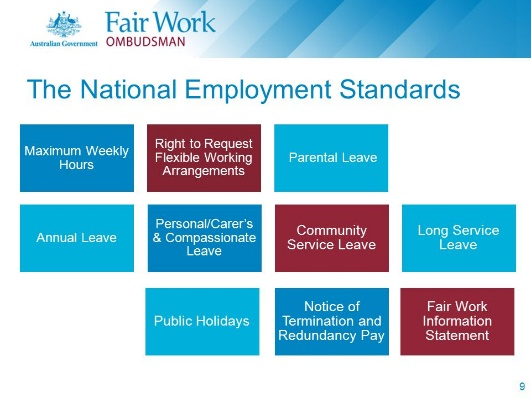 Australian Government
Fair Work
OMBUDSMAN
The National Employment Standards
Maximum Weekly
Hours
Right to Request
Flexible Working
Arrangements
Parental Leave
Annual Leave
Personal/Carer's
& Compassionate
Leave
Community
Service Leave
Long Service
Leave
Public Holidays
Notice of
Termination and
Redundancy Pay
Fair Work
Information
Statement
9